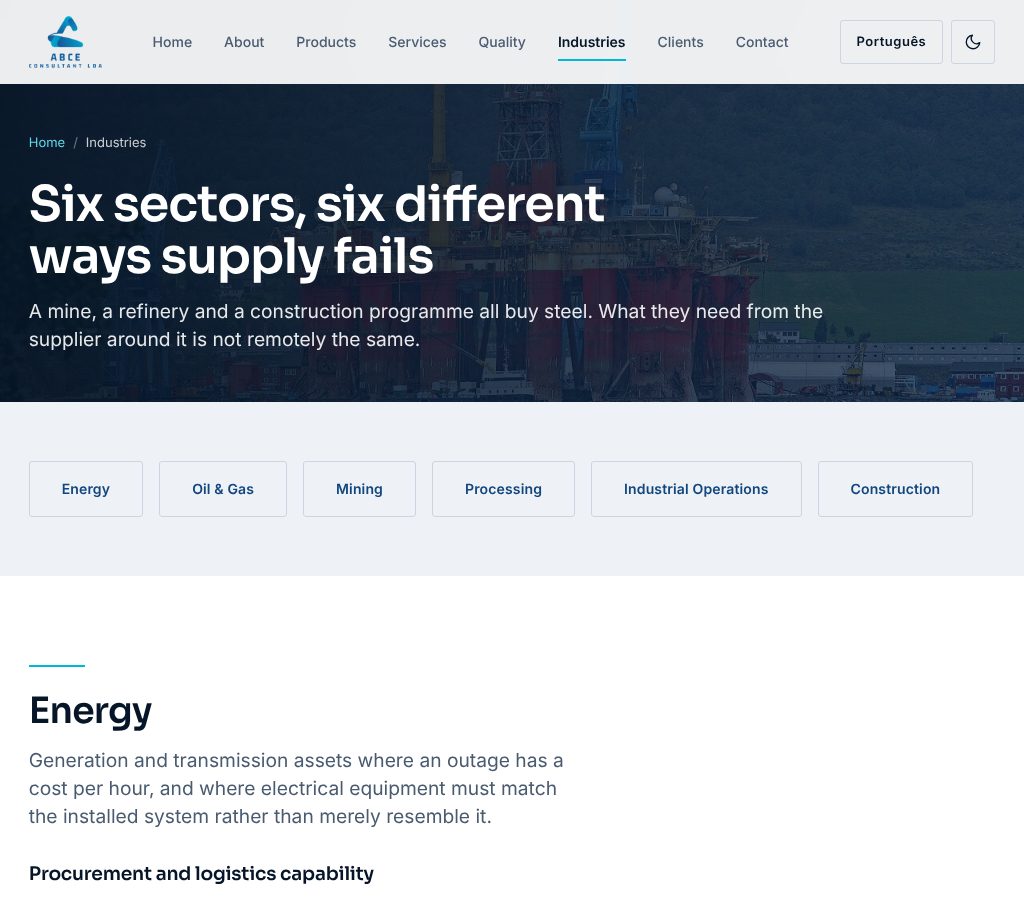 ABCE
CONSULTANT LDA
Home
About
Products
Services
Quality
Industries
Clients
Contact
Português
Home / Industries
Six sectors, six different
ways supply fails
A mine, a refinery and a construction programme all buy steel. What they need from the
supplier around it is not remotely the same.
Energy
Oil & Gas
Mining
Processing
Industrial Operations
Construction
Energy
Generation and transmission assets where an outage has a
cost per hour, and where electrical equipment must match
the installed system rather than merely resemble it.
Procurement and logistics capability